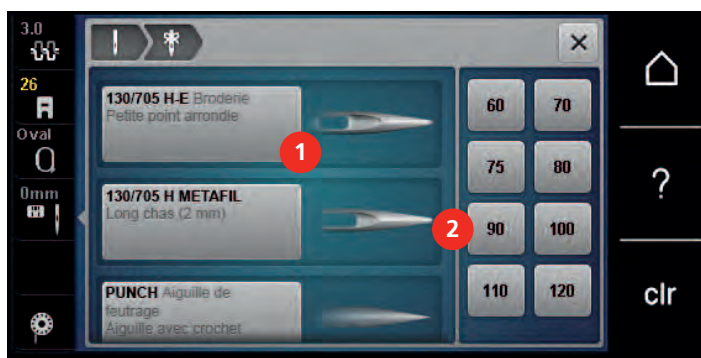 3.0
26
Oval
0mm
130/705 H-E Broderie
Petite point arrondie
1
130/705 H METAFIL
Long chas (2 mm)
2
PUNCH Aiguille de
feutrage
Aiguille avec crochet
60 70
75 80
90 100
110 120
?
clr